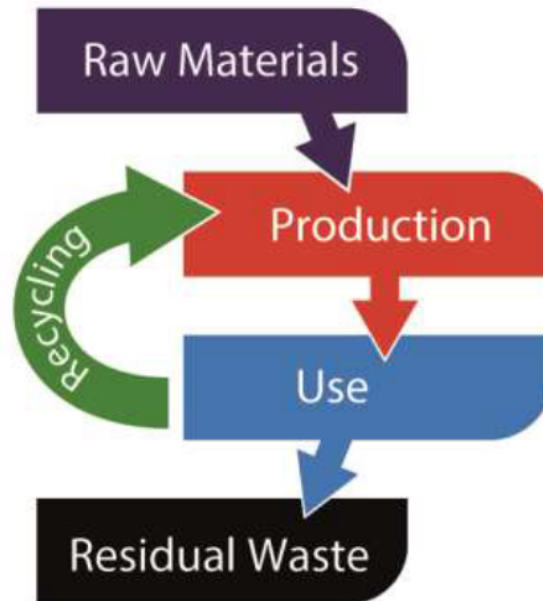 Raw Materials
Production
Recycling
Use
Residual Waste